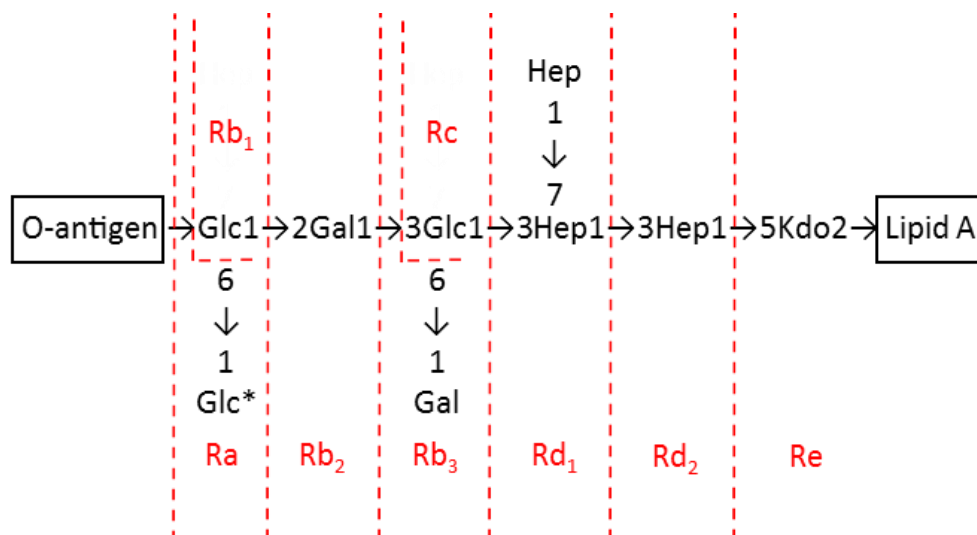 Hep
1
Rb₁ Rc ↓
7
O-antigen →Glc1→2Gal1→3Glc1→3Hep1→3Hep1→5Kdo2→Lipid A
6 6
↓ ↓
1 1
Glc* Gal
Ra Rb₂ Rb₃ Rd₁ Rd₂ Re